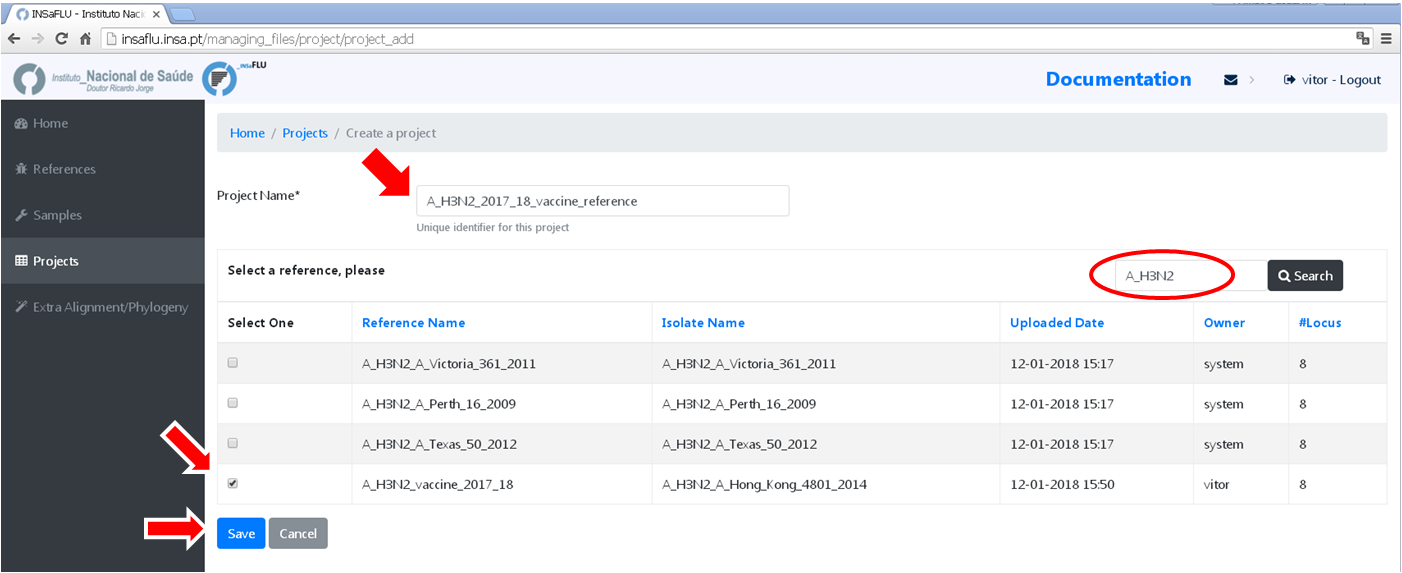 INSaFLU - Instituto Naci
insaflu.insa.pt/managing_files/project/project_add
Instituto_Nacional de Saúde
Doutor Ricardo Jorge
INSaFLU
Documentation
vitor - Logout
Home
References
Samples
Projects
Extra Alignment/Phylogeny
Home / Projects / Create a project
Project Name*
A_H3N2_2017_18_vaccine_reference
Unique identifier for this project
Select a reference, please
A_H3N2
Search
Select One Reference Name Isolate Name Uploaded Date Owner #Locus
A_H3N2_A_Victoria_361_2011 A_H3N2_A_Victoria_361_2011 12-01-2018 15:17 system 8
A_H3N2_A_Perth_16_2009 A_H3N2_A_Perth_16_2009 12-01-2018 15:17 system 8
A_H3N2_A_Texas_50_2012 A_H3N2_A_Texas_50_2012 12-01-2018 15:17 system 8
A_H3N2_vaccine_2017_18 A_H3N2_A_Hong_Kong_4801_2014 12-01-2018 15:50 vitor 8
Save Cancel